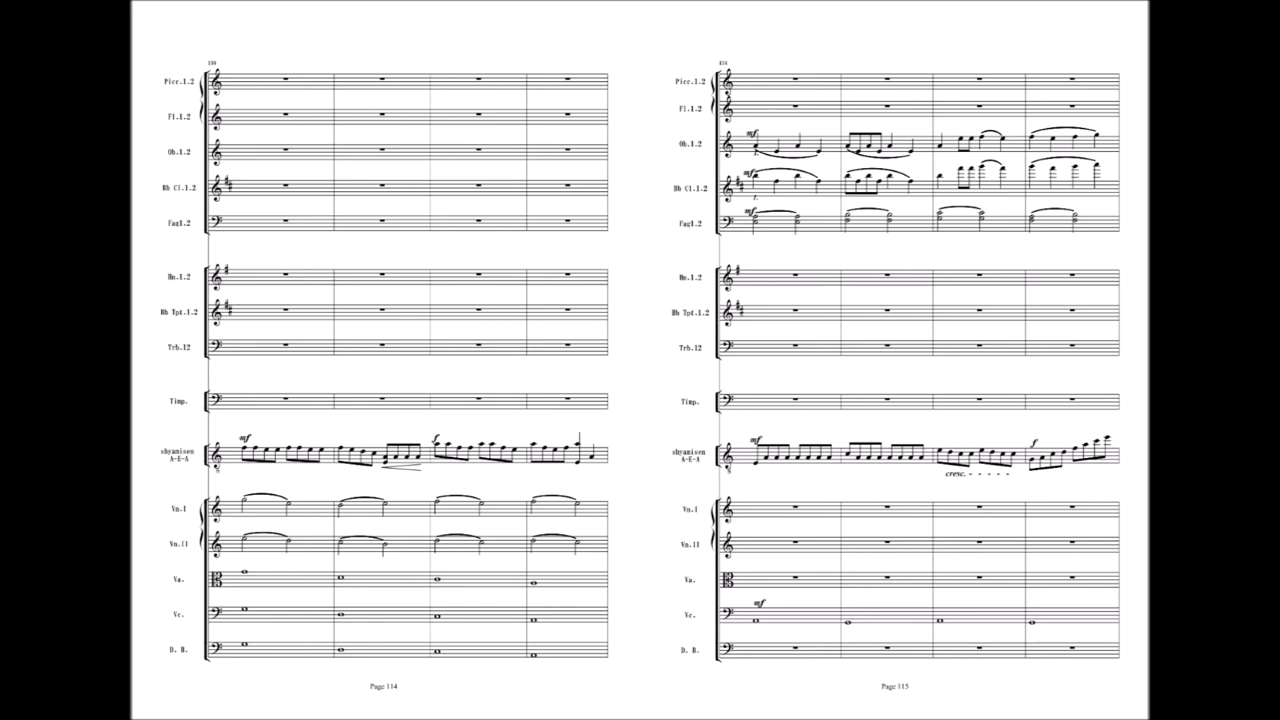 Picc.1.2
Fl.1.2
Ob.1.2
Bb Cl.1.2
Fag1.2
Hn.1.2
Bb Tpt.1.2
Trb.12
Timp.
mf
f
shyamisen
A-E-A
Vn.I
Vn.II
Va.
Vc.
D. B.
Page 114
Picc.1.2
Fl.1.2
mf
Ob.1.2
1.
mf
Bb Cl.1.2
1.
mf
Fag1.2
Hn.1.2
Bb Tpt.1.2
Trb.12
Timp.
mf
f
shyamisen
A-E-A
cresc.
Vn.I
Vn.II
Va.
mf
Vc.
D. B.
Page 115